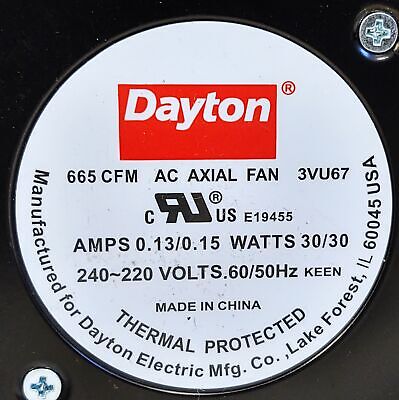 Dayton®
665 CFM AC AXIAL FAN 3VU67
c RU® US E19455
AMPS 0.13/0.15 WATTS 30/30
240~220 VOLTS.60/50Hz KEEN
MADE IN CHINA
THERMAL PROTECTED
Manufactured for Dayton Electric Mfg. Co.,Lake Forest, IL 60045 USA